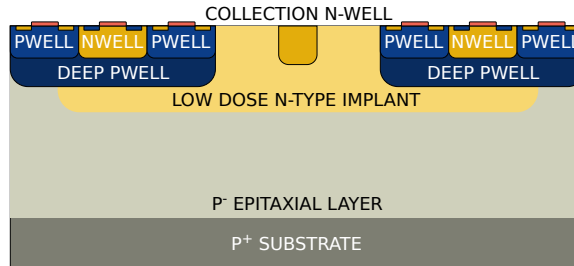 COLLECTION N-WELL
PWELL NWELL PWELL PWELL NWELL PWELL
DEEP PWELL DEEP PWELL
LOW DOSE N-TYPE IMPLANT
P⁻ EPITAXIAL LAYER
P⁺ SUBSTRATE